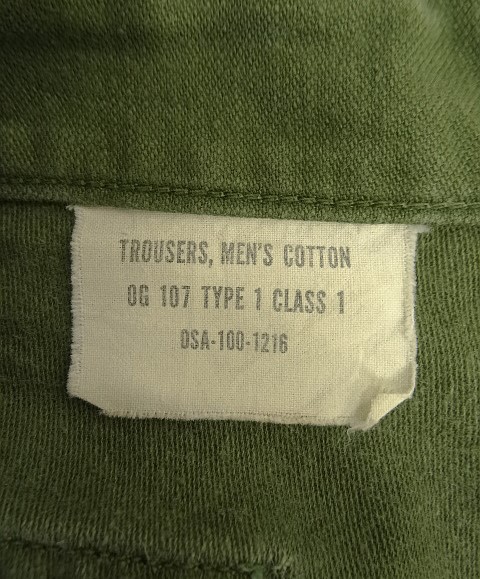 TROUSERS, MEN'S COTTON
OG 107 TYPE 1 CLASS 1
DSA-100-1216